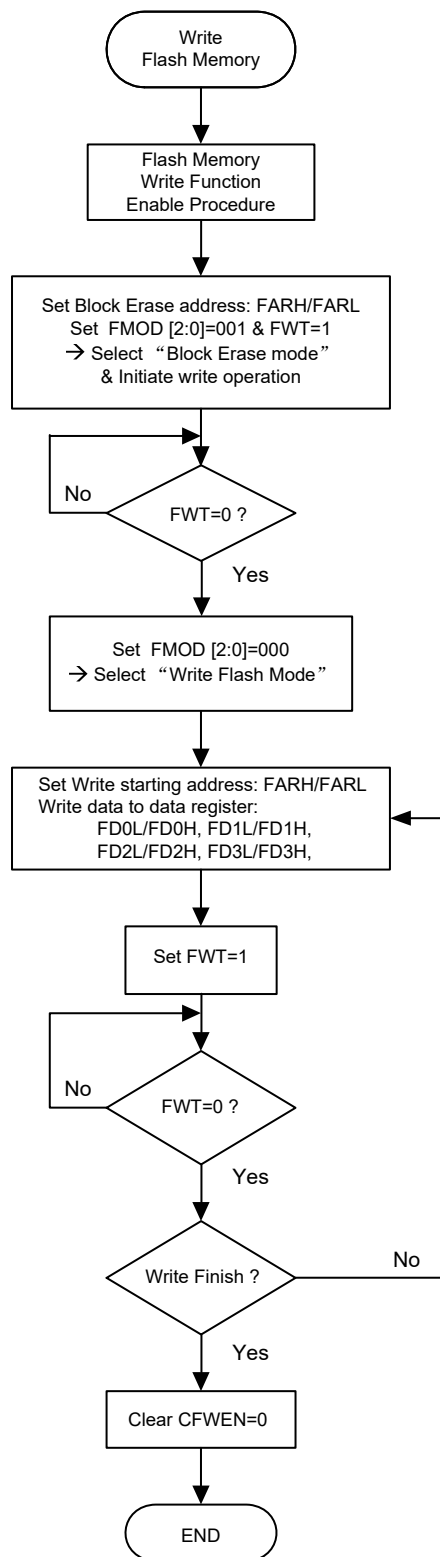 Write
Flash Memory
Flash Memory
Write Function
Enable Procedure
Set Block Erase address: FARH/FARL
Set FMOD [2:0]=001 & FWT=1
→ Select “Block Erase mode”
& Initiate write operation
No
FWT=0 ?
Yes
Set FMOD [2:0]=000
→ Select “Write Flash Mode”
Set Write starting address: FARH/FARL
Write data to data register:
FD0L/FD0H, FD1L/FD1H,
FD2L/FD2H, FD3L/FD3H,
Set FWT=1
No
FWT=0 ?
Yes
Write Finish ?
No
Yes
Clear CFWEN=0
END